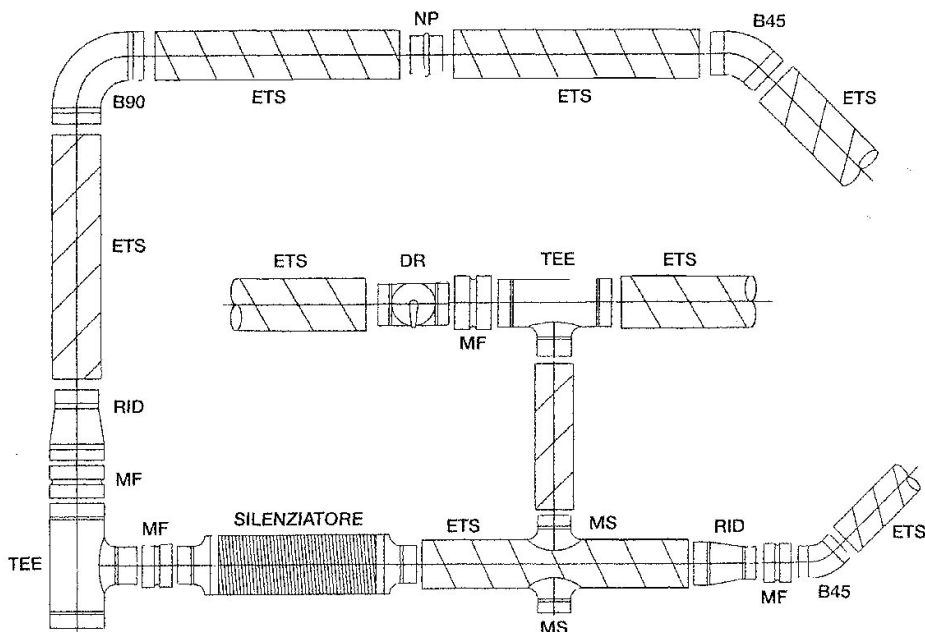 NP
B45
ETS
ETS
ETS
B90
ETS
ETS
DR
TEE
ETS
MF
RID
MF
MF
SILENZIATORE
ETS
MS
RID
ETS
TEE
MF
B45
MS